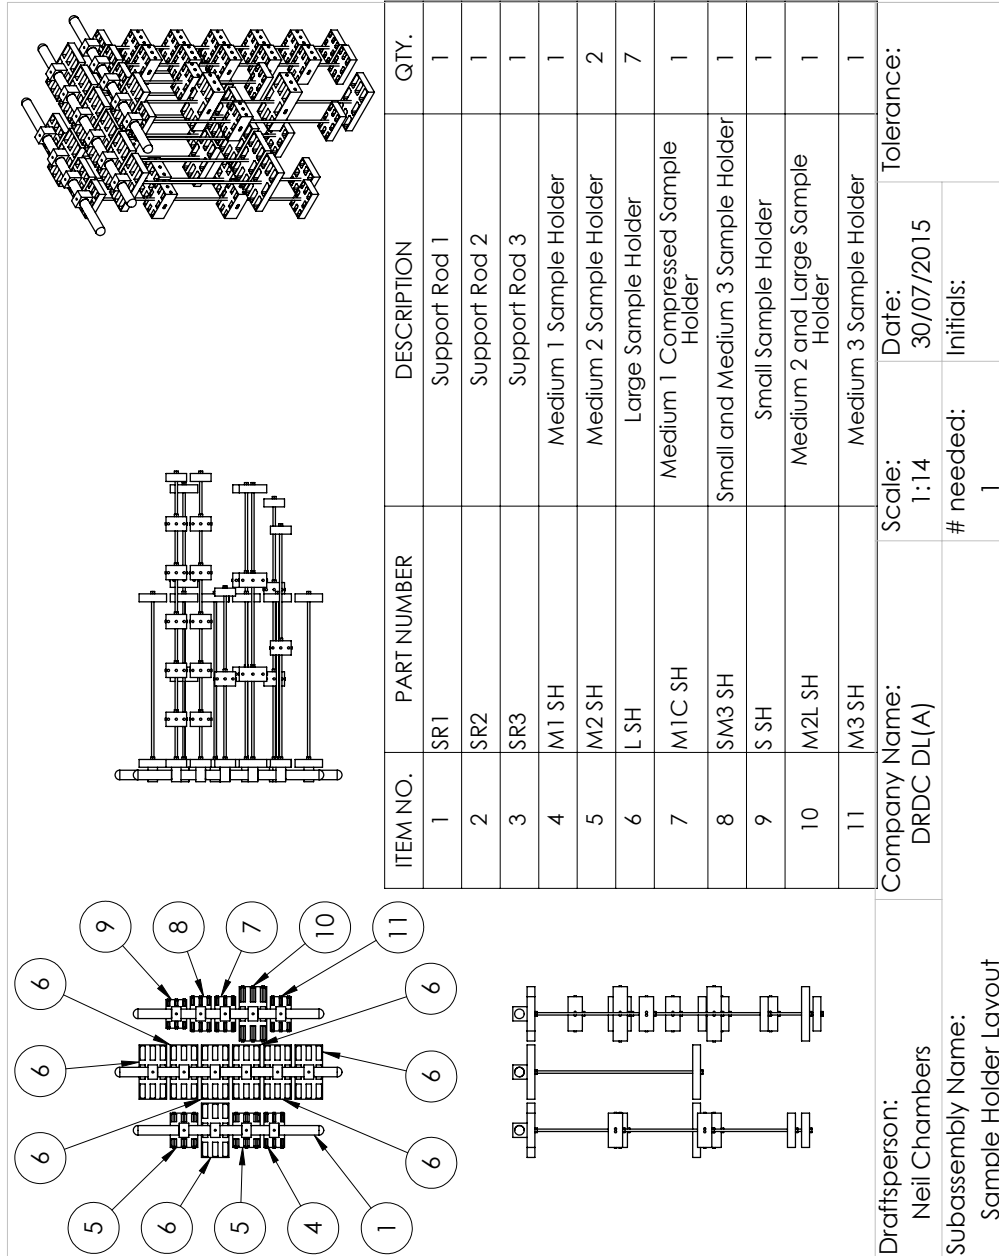 6 6 6
5 9
6 8
5 7
4 10
1 11
6 6 6
ITEM NO. PART NUMBER DESCRIPTION QTY.
1 SR1 Support Rod 1 1
2 SR2 Support Rod 2 1
3 SR3 Support Rod 3 1
4 M1 SH Medium 1 Sample Holder 1
5 M2 SH Medium 2 Sample Holder 2
6 L SH Large Sample Holder 7
7 M1C SH Medium 1 Compressed Sample
Holder 1
8 SM3 SH Small and Medium 3 Sample Holder 1
9 S SH Small Sample Holder 1
10 M2L SH Medium 2 and Large Sample
Holder 1
11 M3 SH Medium 3 Sample Holder 1
Draftsperson:
Neil Chambers
Company Name:
DRDC DL(A)
Scale:
1:14
Date:
30/07/2015
Tolerance:
Subassembly Name:
Sample Holder Layout
# needed:
1
Initials: